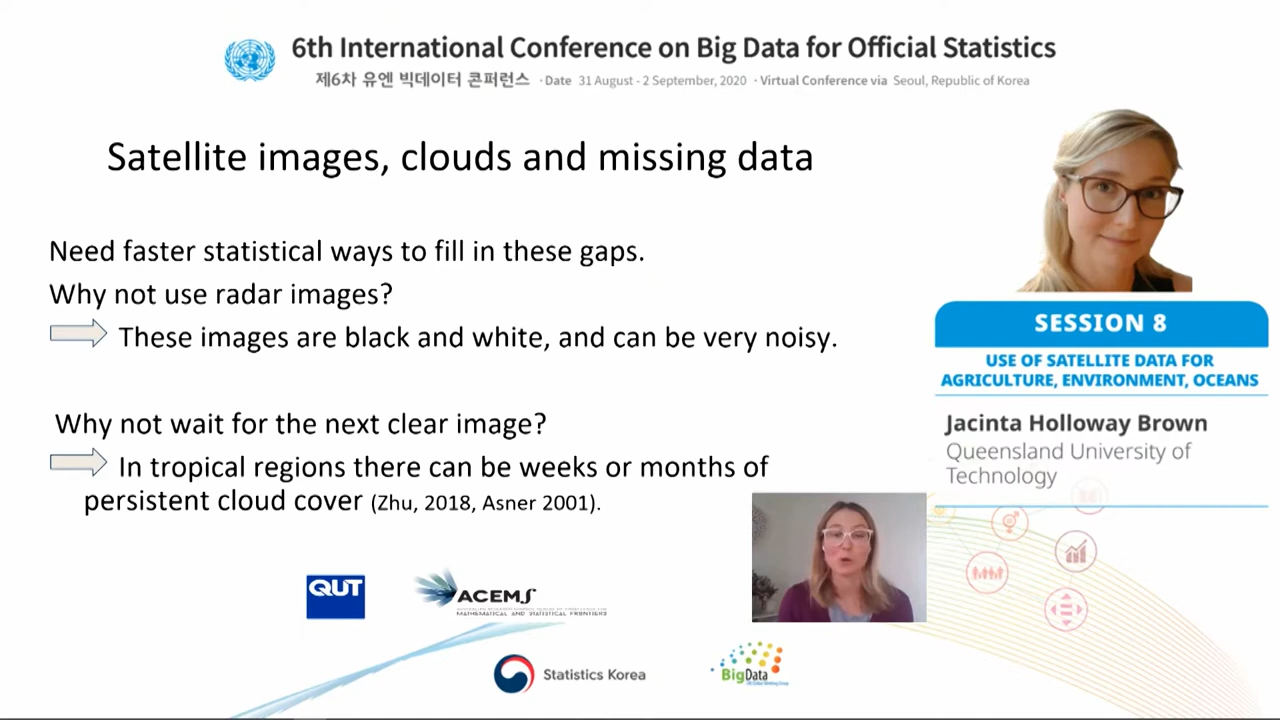 6th International Conference on Big Data for Official Statistics
제6차 유엔 빅데이터 콘퍼런스 · Date 31 August - 2 September, 2020 · Virtual Conference via Seoul, Republic of Korea
Satellite images, clouds and missing data
Need faster statistical ways to fill in these gaps.
Why not use radar images?
These images are black and white, and can be very noisy.
Why not wait for the next clear image?
In tropical regions there can be weeks or months of
persistent cloud cover (Zhu, 2018, Asner 2001).
SESSION 8
USE OF SATELLITE DATA FOR
AGRICULTURE, ENVIRONMENT, OCEANS
Jacinta Holloway Brown
Queensland University of
Technology
QUT
ACEMS
MATHEMATICAL AND STATISTICAL FRONTIERS
Statistics Korea
BigData